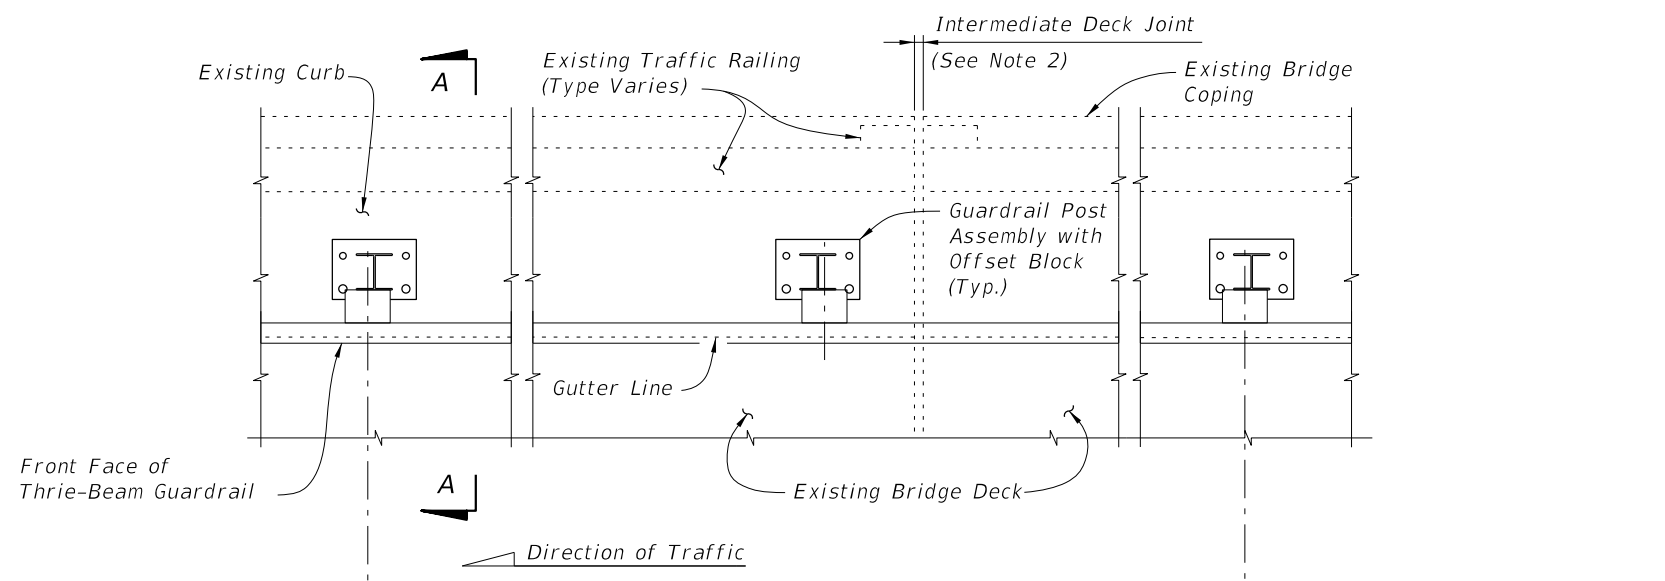 Intermediate Deck Joint
(See Note 2)
Existing Curb
A
Existing Traffic Railing
(Type Varies)
Existing Bridge
Coping
Guardrail Post
Assembly with
Offset Block
(Typ.)
Gutter Line
Front Face of
Thrie-Beam Guardrail
A
Existing Bridge Deck
Direction of Traffic